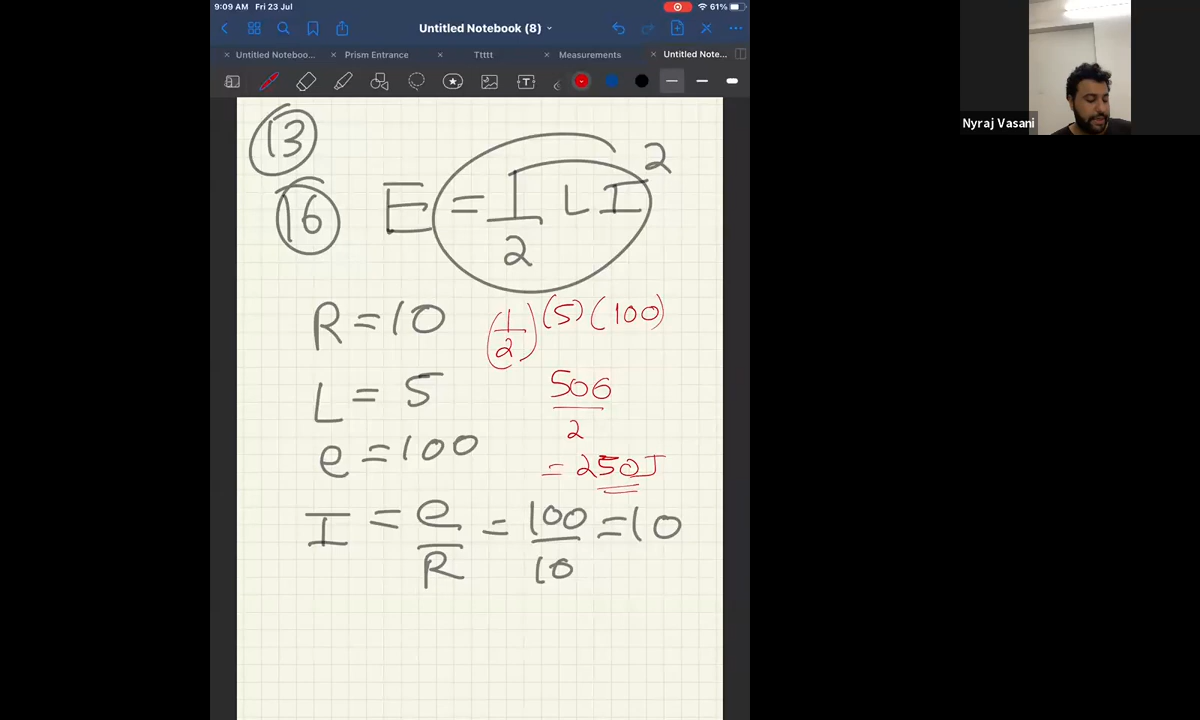 9:09 AM Fri 23 Jul
61%
Untitled Notebook (8)
Untitled Noteboo...
Prism Entrance
Ttttt
Measurements
Untitled Note...
Nyraj Vasani
13
16 E = 1/2 LI²
R = 10
(1/2) (5) (100)
L = 5
500/2
e = 100
= 250J
I = e/R = 100/10 = 10